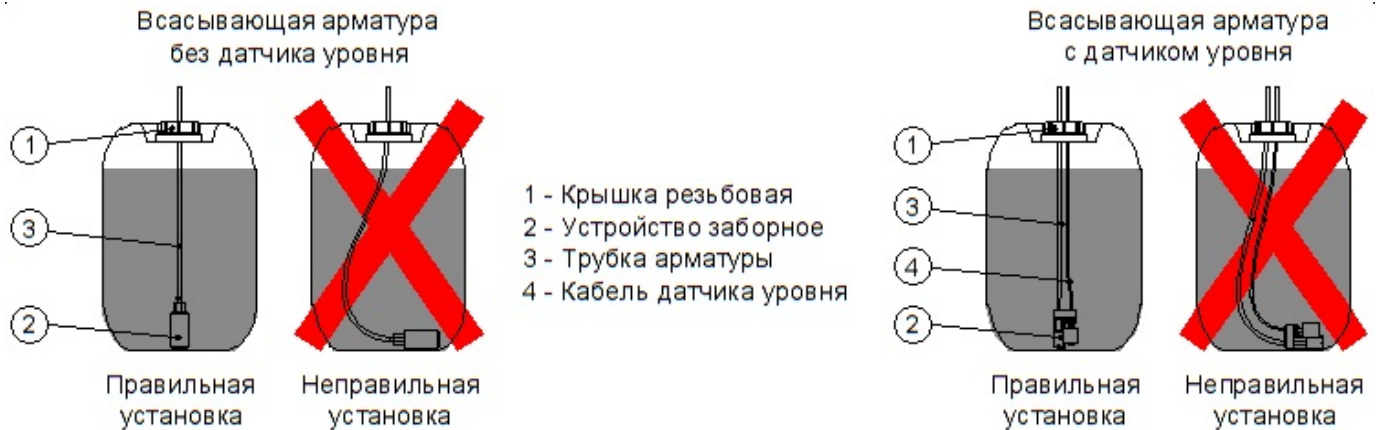 Всасывающая арматура
без датчика уровня
1
3
2
Правильная
установка
Неправильная
установка
1 - Крышка резьбовая
2 - Устройство заборное
3 - Трубка арматуры
4 - Кабель датчика уровня
Всасывающая арматура
с датчиком уровня
1
3
4
2
Правильная
установка
Неправильная
установка